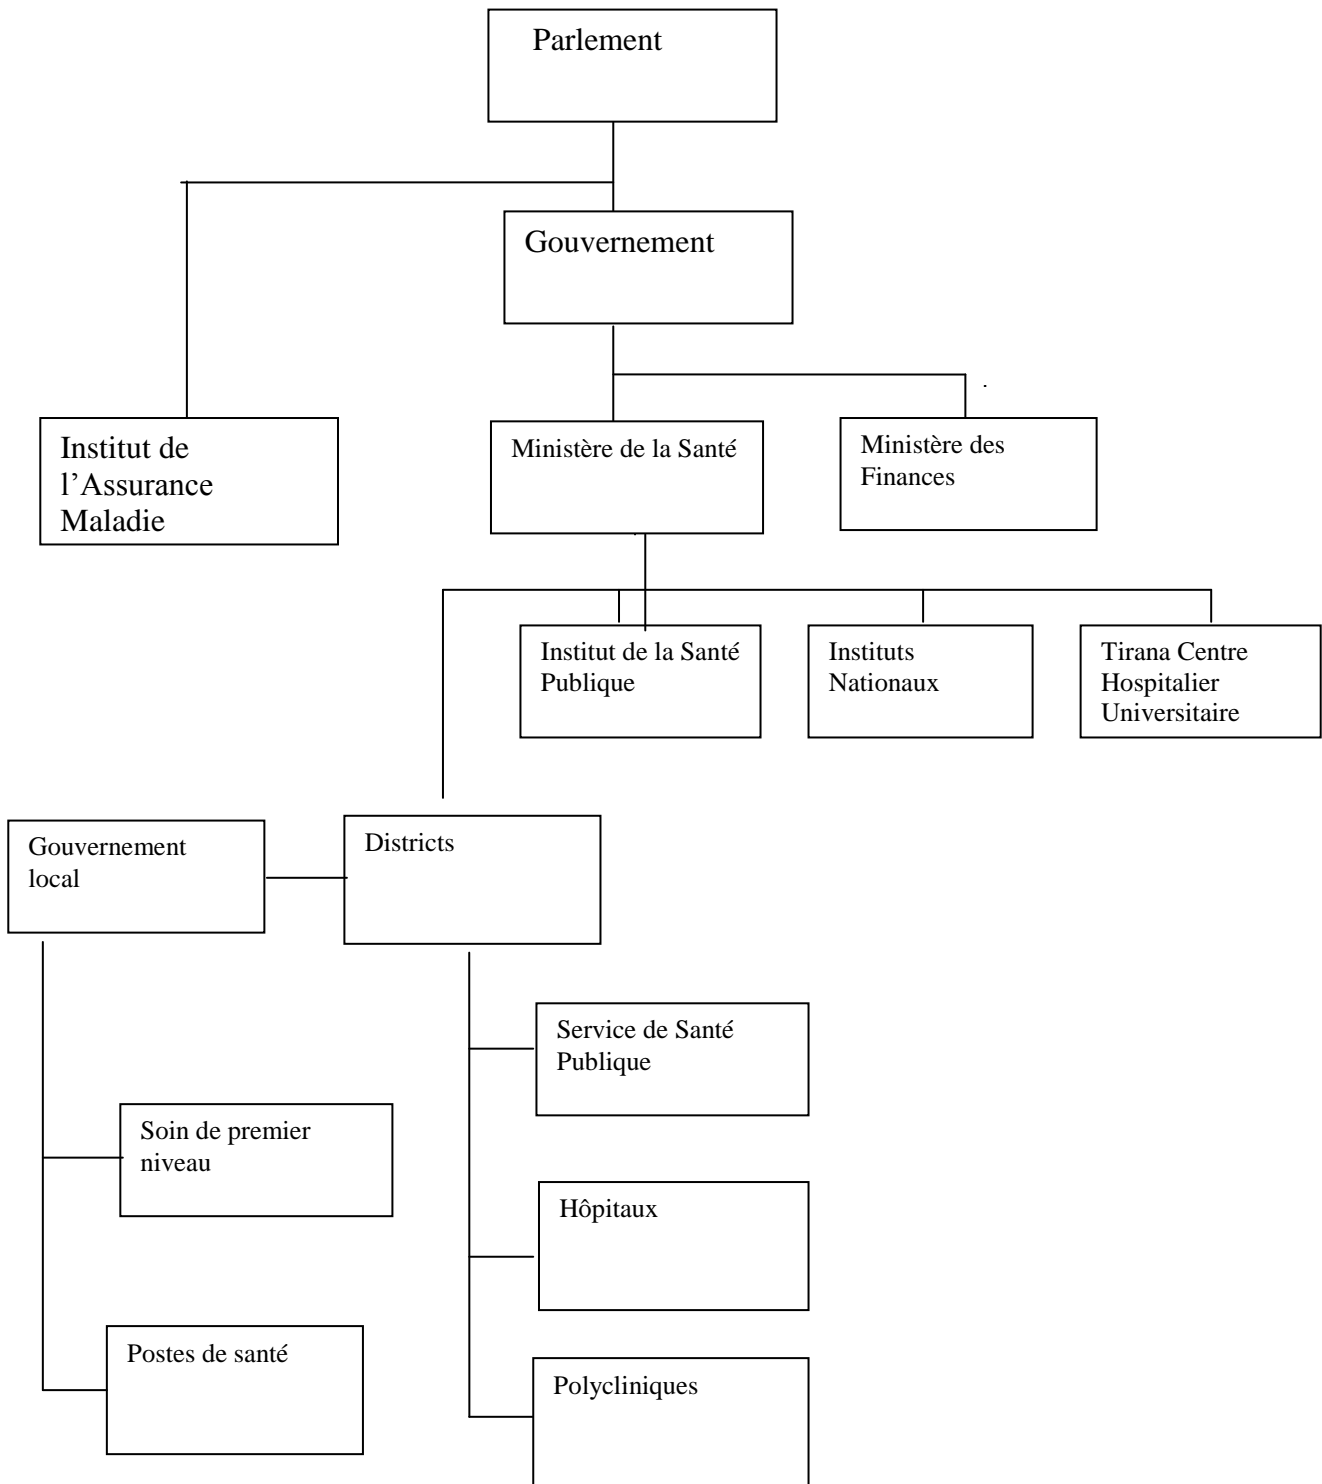 Parlement
Gouvernement
Institut de
l’Assurance
Maladie
Ministère de la Santé
Ministère des
Finances
Institut de la Santé
Publique
Instituts
Nationaux
Tirana Centre
Hospitalier
Universitaire
Gouvernement
local
Districts
Service de Santé
Publique
Soin de premier
niveau
Hôpitaux
Postes de santé
Polycliniques